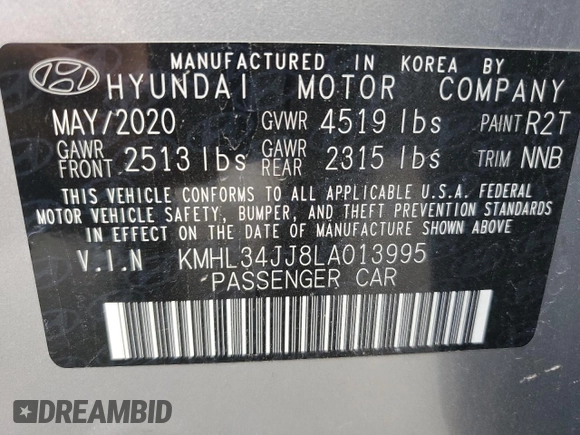 MANUFACTURED IN KOREA BY
HYUNDAI MOTOR COMPANY
MAY/2020 GVWR 4519 lbs PAINT R2T
GAWR FRONT 2513 lbs GAWR REAR 2315 lbs TRIM NNB
THIS VEHICLE CONFORMS TO ALL APPLICABLE U.S.A. FEDERAL
MOTOR VEHICLE SAFETY, BUMPER, AND THEFT PREVENTION STANDARDS
IN EFFECT ON THE DATE OF MANUFACTURE SHOWN ABOVE
V.I.N KMHL34JJ8LA013995
PASSENGER CAR
DREAMBID